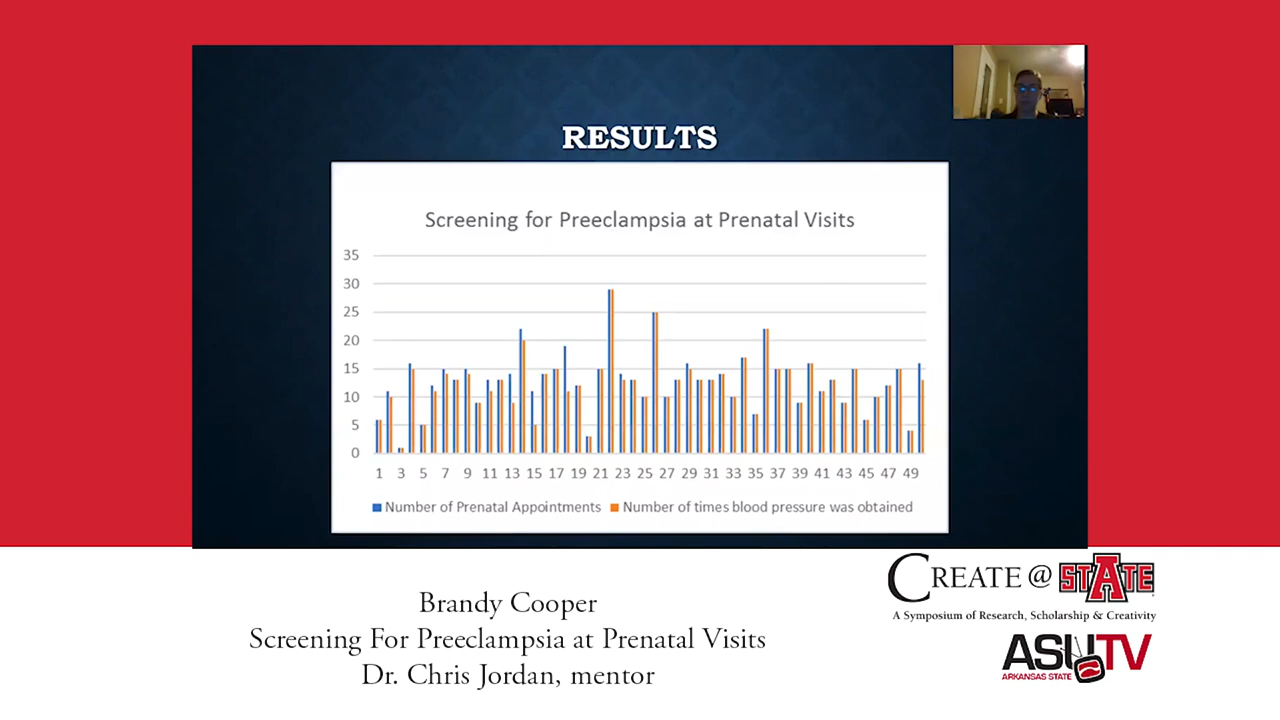 RESULTS
Screening for Preeclampsia at Prenatal Visits
35
30
25
20
15
10
5
0
1 3 5 7 9 11 13 15 17 19 21 23 25 27 29 31 33 35 37 39 41 43 45 47 49
Number of Prenatal Appointments Number of times blood pressure was obtained
Brandy Cooper
Screening For Preeclampsia at Prenatal Visits
Dr. Chris Jordan, mentor
CREATE @ STATE
A Symposium of Research, Scholarship & Creativity
ASUTV
ARKANSAS STATE